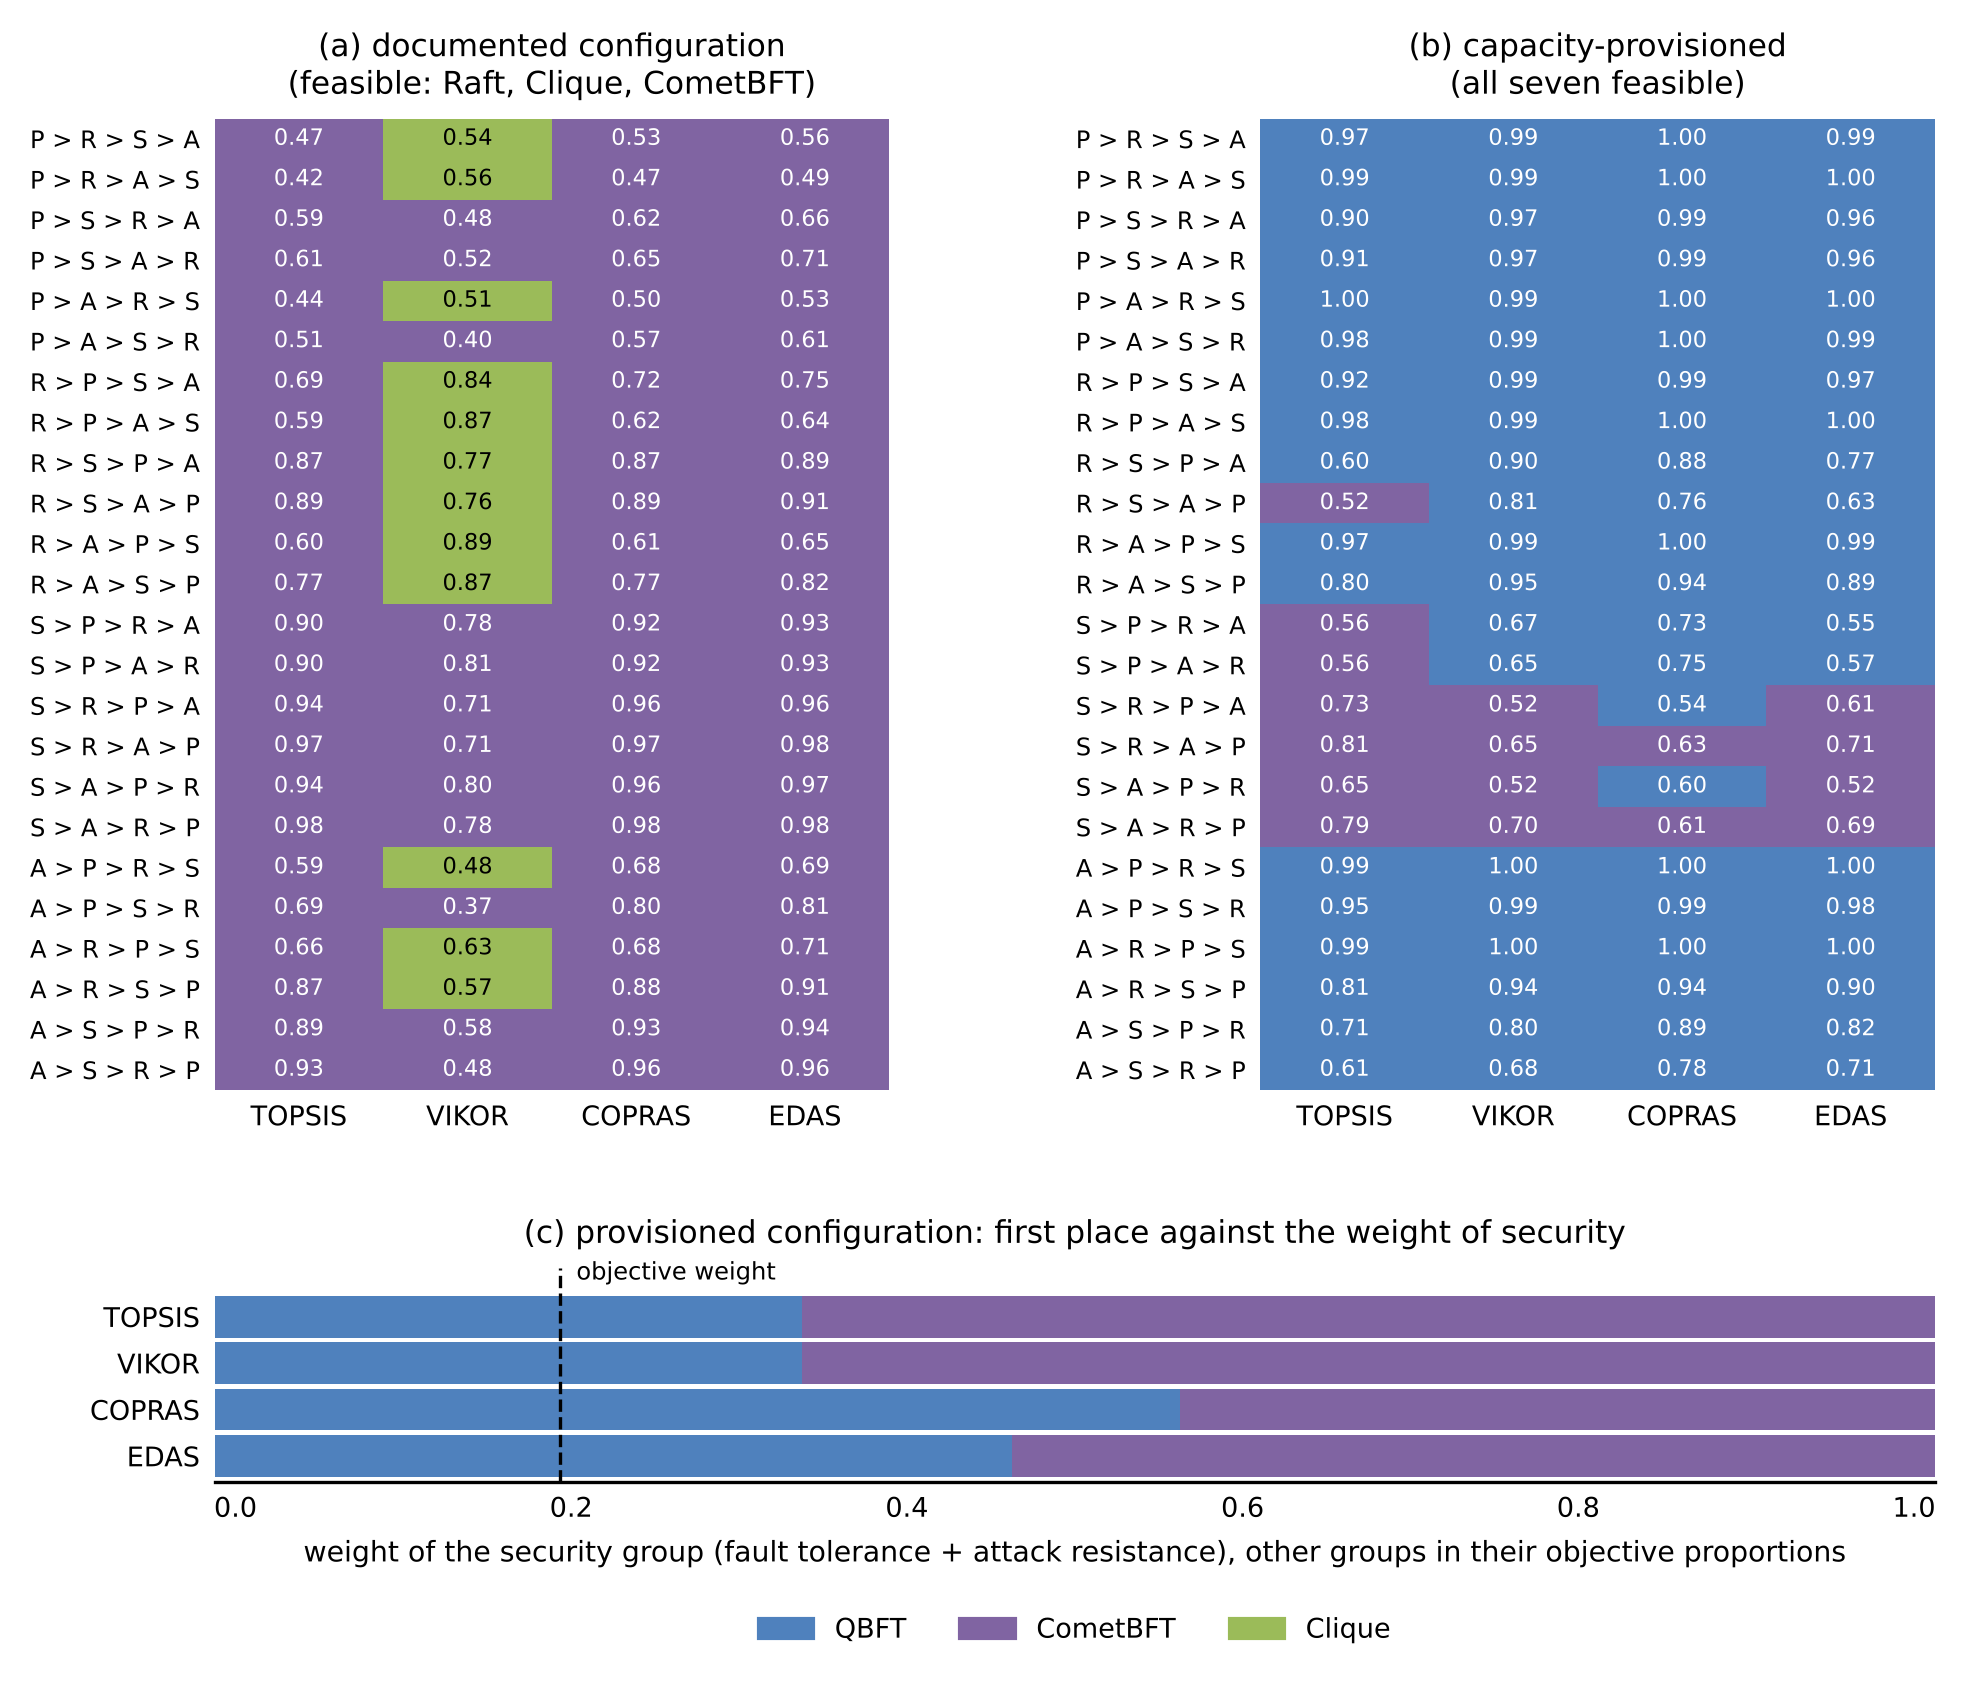 (a) documented configuration
(feasible: Raft, Clique, CometBFT)
P > R > S > A 0.47 0.54 0.53 0.56
P > R > A > S 0.42 0.56 0.47 0.49
P > S > R > A 0.59 0.48 0.62 0.66
P > S > A > R 0.61 0.52 0.65 0.71
P > A > R > S 0.44 0.51 0.50 0.53
P > A > S > R 0.51 0.40 0.57 0.61
R > P > S > A 0.69 0.84 0.72 0.75
R > P > A > S 0.59 0.87 0.62 0.64
R > S > P > A 0.87 0.77 0.87 0.89
R > S > A > P 0.89 0.76 0.89 0.91
R > A > P > S 0.60 0.89 0.61 0.65
R > A > S > P 0.77 0.87 0.77 0.82
S > P > R > A 0.90 0.78 0.92 0.93
S > P > A > R 0.90 0.81 0.92 0.93
S > R > P > A 0.94 0.71 0.96 0.96
S > R > A > P 0.97 0.71 0.97 0.98
S > A > P > R 0.94 0.80 0.96 0.97
S > A > R > P 0.98 0.78 0.98 0.98
A > P > R > S 0.59 0.48 0.68 0.69
A > P > S > R 0.69 0.37 0.80 0.81
A > R > P > S 0.66 0.63 0.68 0.71
A > R > S > P 0.87 0.57 0.88 0.91
A > S > P > R 0.89 0.58 0.93 0.94
A > S > R > P 0.93 0.48 0.96 0.96
TOPSIS VIKOR COPRAS EDAS
(b) capacity-provisioned
(all seven feasible)
P > R > S > A 0.97 0.99 1.00 0.99
P > R > A > S 0.99 0.99 1.00 1.00
P > S > R > A 0.90 0.97 0.99 0.96
P > S > A > R 0.91 0.97 0.99 0.96
P > A > R > S 1.00 0.99 1.00 1.00
P > A > S > R 0.98 0.99 1.00 0.99
R > P > S > A 0.92 0.99 0.99 0.97
R > P > A > S 0.98 0.99 1.00 1.00
R > S > P > A 0.60 0.90 0.88 0.77
R > S > A > P 0.52 0.81 0.76 0.63
R > A > P > S 0.97 0.99 1.00 0.99
R > A > S > P 0.80 0.95 0.94 0.89
S > P > R > A 0.56 0.67 0.73 0.55
S > P > A > R 0.56 0.65 0.75 0.57
S > R > P > A 0.73 0.52 0.54 0.61
S > R > A > P 0.81 0.65 0.63 0.71
S > A > P > R 0.65 0.52 0.60 0.52
S > A > R > P 0.79 0.70 0.61 0.69
A > P > R > S 0.99 1.00 1.00 1.00
A > P > S > R 0.95 0.99 0.99 0.98
A > R > P > S 0.99 1.00 1.00 1.00
A > R > S > P 0.81 0.94 0.94 0.90
A > S > P > R 0.71 0.80 0.89 0.82
A > S > R > P 0.61 0.68 0.78 0.71
TOPSIS VIKOR COPRAS EDAS
(c) provisioned configuration: first place against the weight of security
objective weight
TOPSIS
VIKOR
COPRAS
EDAS
0.0 0.2 0.4 0.6 0.8 1.0
weight of the security group (fault tolerance + attack resistance), other groups in their objective proportions
QBFT CometBFT Clique